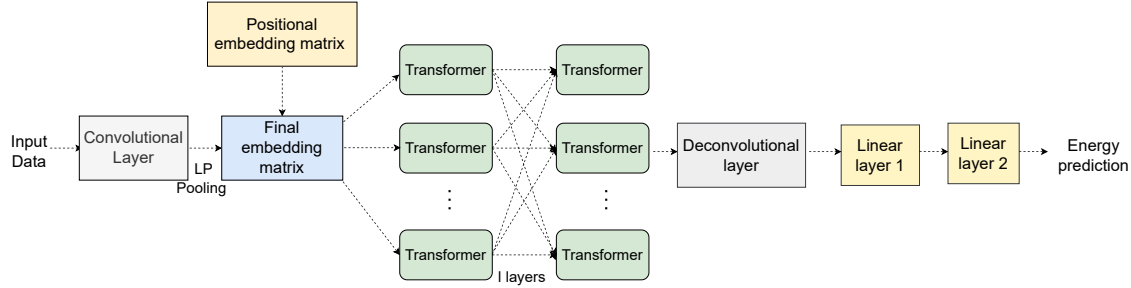 Positional
embedding matrix
Input
Data
Convolutional
Layer
LP
Pooling
Final
embedding
matrix
Transformer
Transformer
Transformer
Transformer
Transformer
Transformer
l layers
Deconvolutional
layer
Linear
layer 1
Linear
layer 2
Energy
prediction